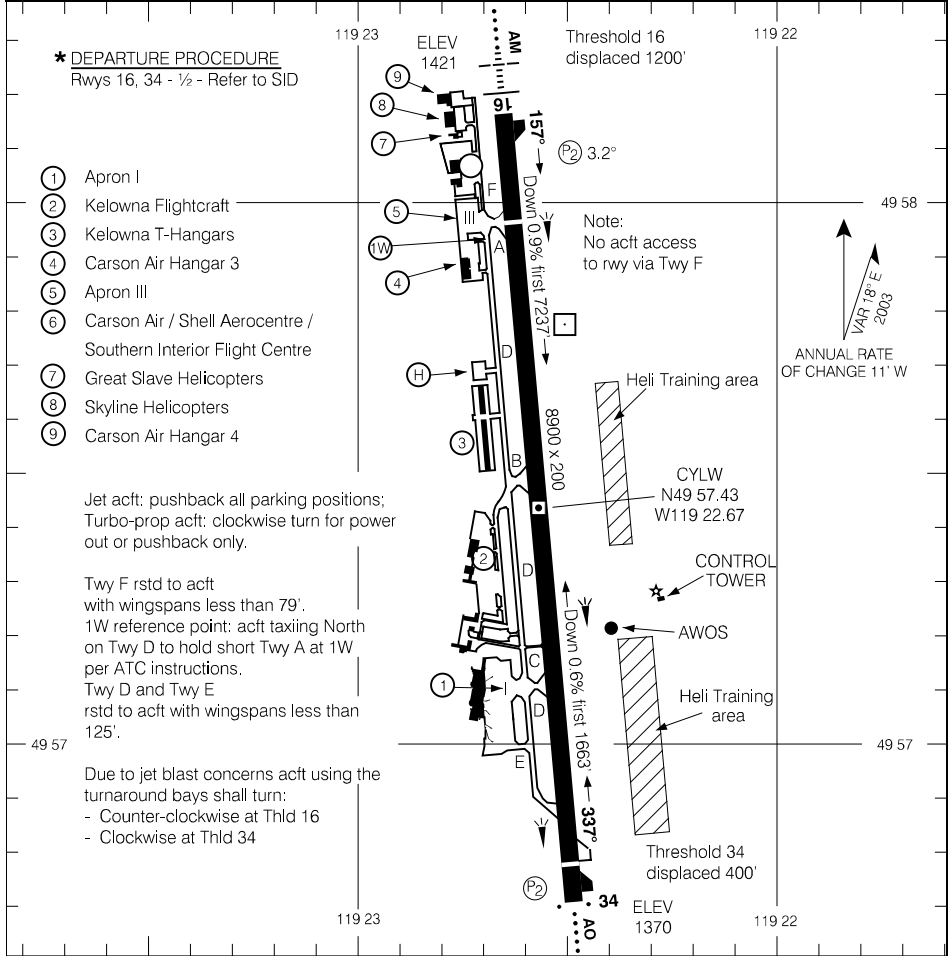 119 23
119 22
ELEV
1421
AM
Threshold 16
displaced 1200'
* DEPARTURE PROCEDURE
Rwys 16, 34 - ½ - Refer to SID
9
8
7
16
157°
P2 3.2°
1 Apron I
2 Kelowna Flightcraft
3 Kelowna T-Hangars
4 Carson Air Hangar 3
5 Apron III
6 Carson Air / Shell Aerocentre /
Southern Interior Flight Centre
7 Great Slave Helicopters
8 Skyline Helicopters
9 Carson Air Hangar 4
F
5
III
1W
4
A
Down 0.9% first 7237'
49 58
Note:
No acft access
to rwy via Twy F
VAR 18° E
2003
ANNUAL RATE
OF CHANGE 11' W
D
H
3
B
8900 x 200
Heli Training area
CYLW
N49 57.43
W119 22.67
Jet acft: pushback all parking positions;
Turbo-prop acft: clockwise turn for power
out or pushback only.
Twy F rstd to acft
with wingspans less than 79'.
1W reference point: acft taxiing North
on Twy D to hold short Twy A at 1W
per ATC instructions.
Twy D and Twy E
rstd to acft with wingspans less than
125'.
2
D
CONTROL
TOWER
AWOS
C
1
I
D
Down 0.6% first 1663'
Heli Training
area
49 57
49 57
E
Due to jet blast concerns acft using the
turnaround bays shall turn:
- Counter-clockwise at Thld 16
- Clockwise at Thld 34
337°
Threshold 34
displaced 400'
P2
34
ELEV
1370
AO
119 23
119 22